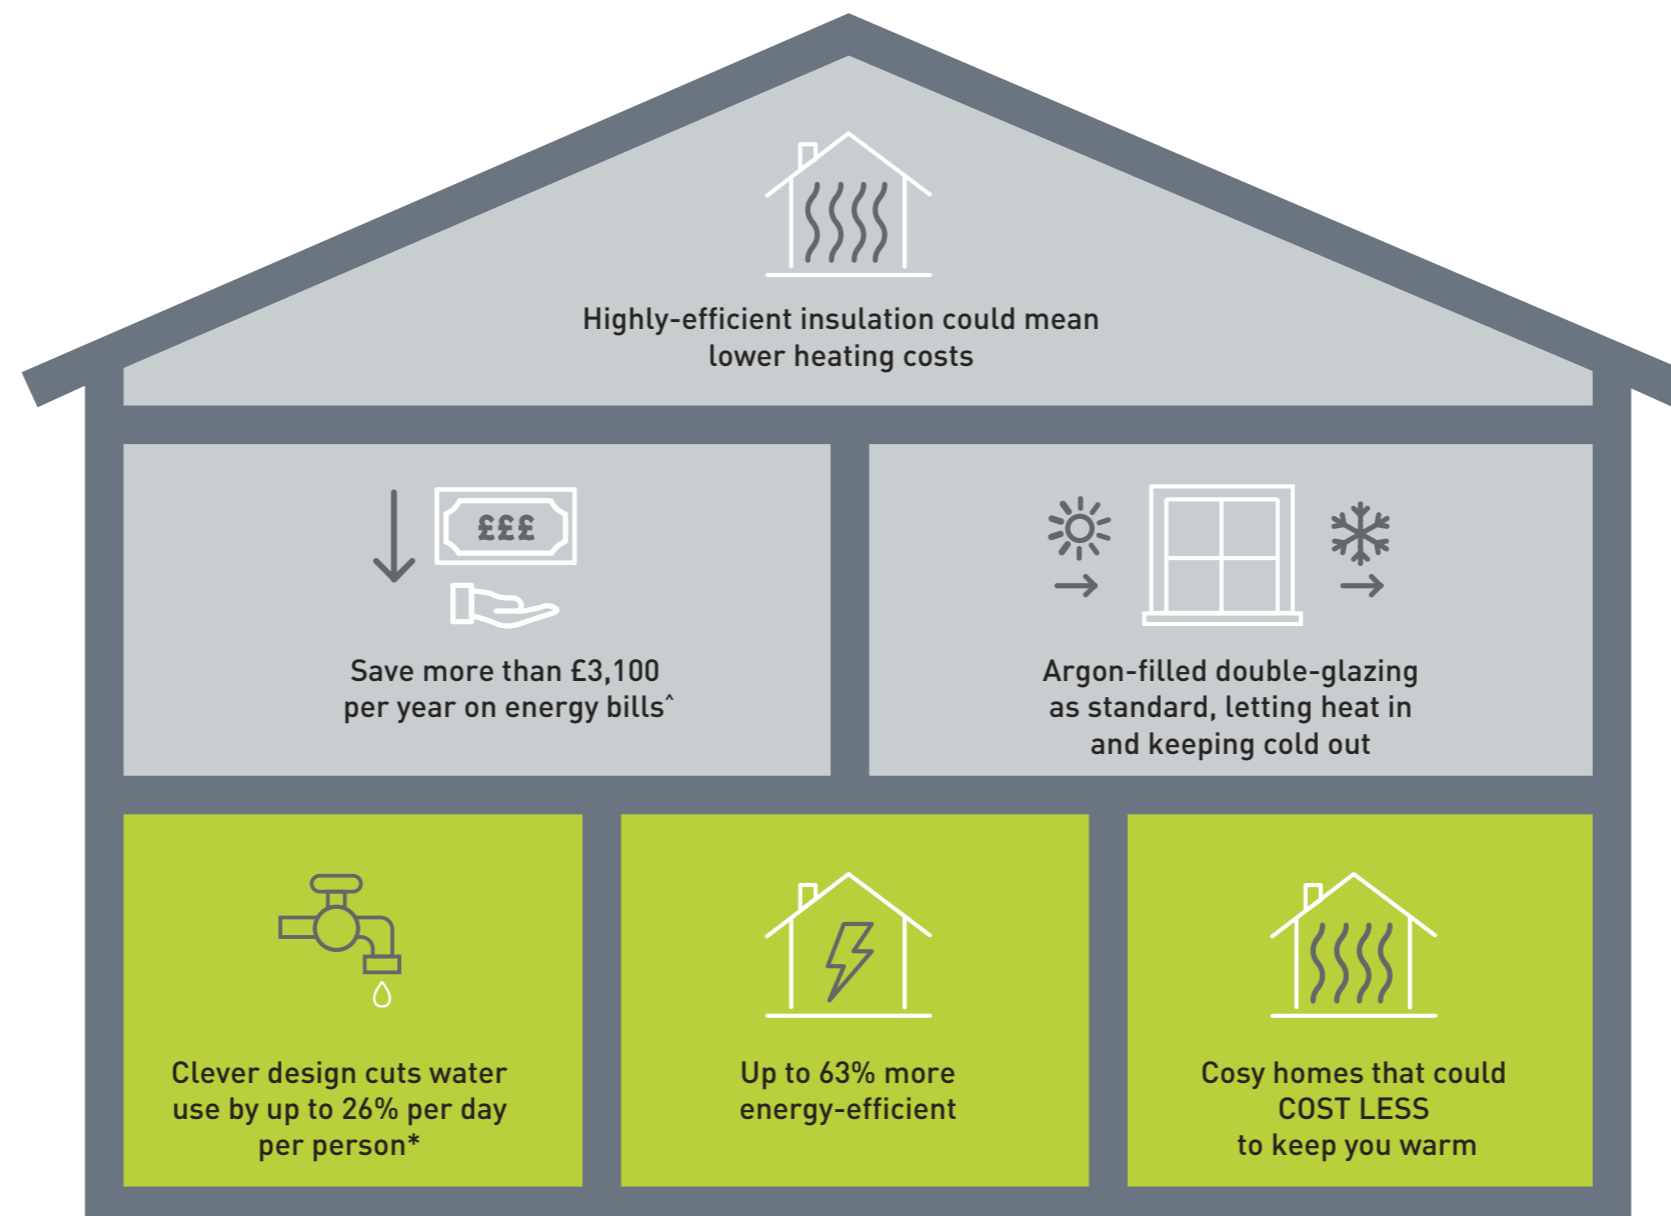 Highly-efficient insulation could mean
lower heating costs
£££
Save more than £3,100
per year on energy bills^
Argon-filled double-glazing
as standard, letting heat in
and keeping cold out
Clever design cuts water
use by up to 26% per day
per person*
Up to 63% more
energy-efficient
Cosy homes that could
COST LESS
to keep you warm